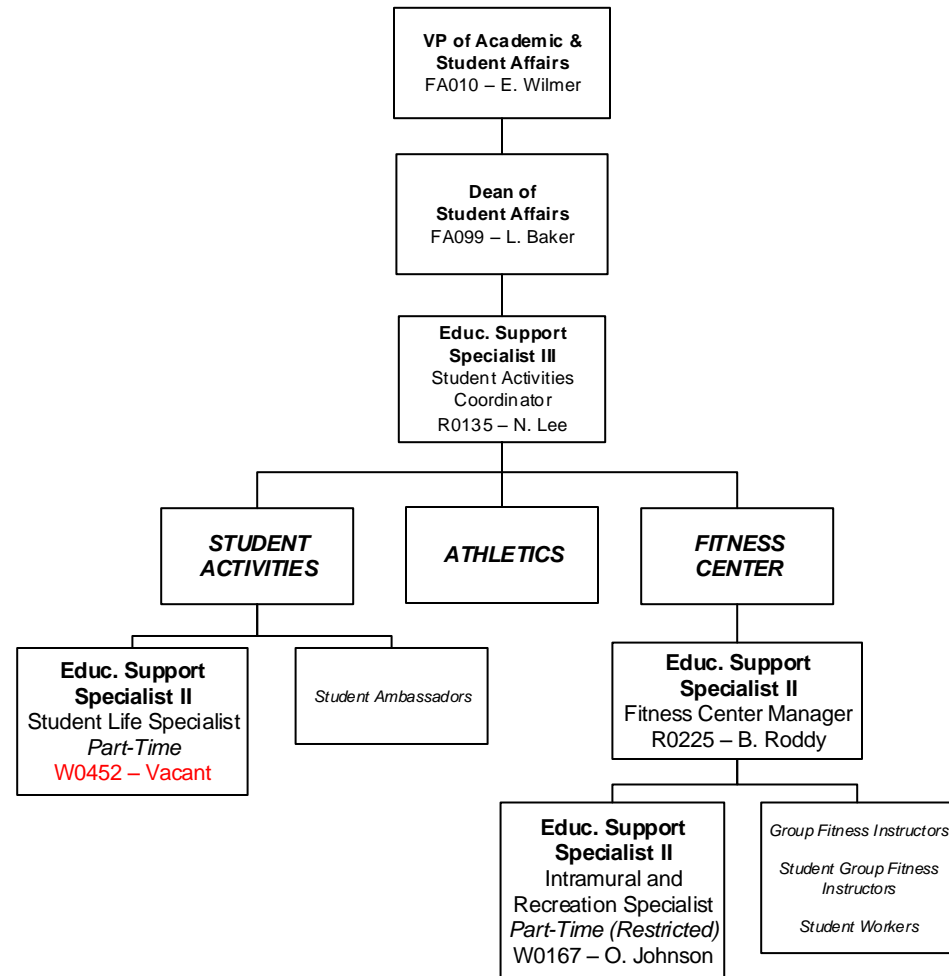 VP of Academic &
Student Affairs
FA010 – E. Wilmer
Dean of
Student Affairs
FA099 – L. Baker
Educ. Support
Specialist III
Student Activities
Coordinator
R0135 – N. Lee
STUDENT
ACTIVITIES
ATHLETICS
FITNESS
CENTER
Educ. Support
Specialist II
Student Life Specialist
Part-Time
W0452 – Vacant
Student Ambassadors
Educ. Support
Specialist II
Fitness Center Manager
R0225 – B. Roddy
Educ. Support
Specialist II
Intramural and
Recreation Specialist
Part-Time (Restricted)
W0167 – O. Johnson
Group Fitness Instructors
Student Group Fitness
Instructors
Student Workers